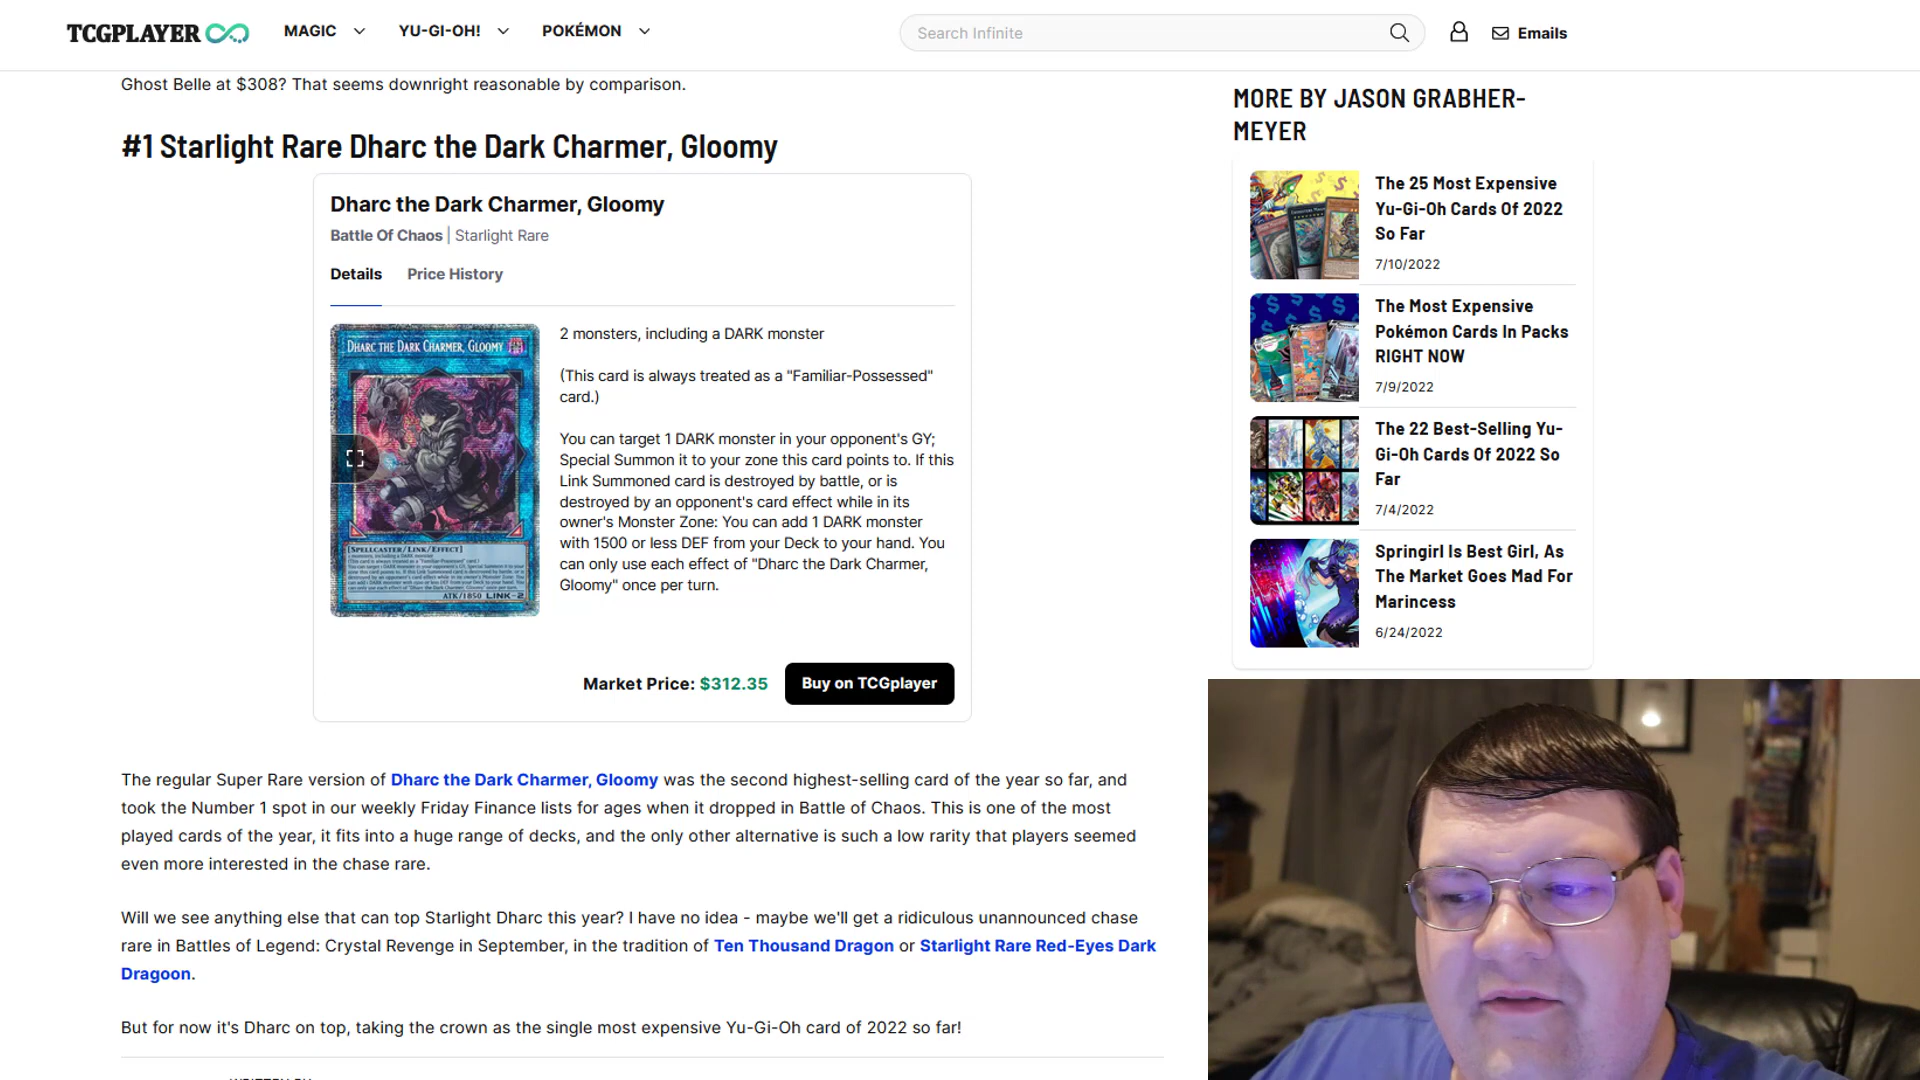 TCGPLAYER
MAGIC
YU-GI-OH!
POKÉMON
Search Infinite
Emails
Ghost Belle at $308? That seems downright reasonable by comparison.
#1 Starlight Rare Dharc the Dark Charmer, Gloomy
Dharc the Dark Charmer, Gloomy
Battle Of Chaos | Starlight Rare
Details
Price History
DHARC THE DARK CHARMER, GLOOMY
[SPELLCASTER/LINK/EFFECT]
ATK/1850 LINK-2
2 monsters, including a DARK monster
(This card is always treated as a "Familiar-Possessed"
card.)
You can target 1 DARK monster in your opponent's GY;
Special Summon it to your zone this card points to. If this
Link Summoned card is destroyed by battle, or is
destroyed by an opponent's card effect while in its
owner's Monster Zone: You can add 1 DARK monster
with 1500 or less DEF from your Deck to your hand. You
can only use each effect of "Dharc the Dark Charmer,
Gloomy" once per turn.
Market Price: $312.35
Buy on TCGplayer
The regular Super Rare version of Dharc the Dark Charmer, Gloomy was the second highest-selling card of the year so far, and
took the Number 1 spot in our weekly Friday Finance lists for ages when it dropped in Battle of Chaos. This is one of the most
played cards of the year, it fits into a huge range of decks, and the only other alternative is such a low rarity that players seemed
even more interested in the chase rare.
Will we see anything else that can top Starlight Dharc this year? I have no idea - maybe we'll get a ridiculous unannounced chase
rare in Battles of Legend: Crystal Revenge in September, in the tradition of Ten Thousand Dragon or Starlight Rare Red-Eyes Dark
Dragoon.
But for now it's Dharc on top, taking the crown as the single most expensive Yu-Gi-Oh card of 2022 so far!
WRITTEN BY
MORE BY JASON GRABHER-
MEYER
The 25 Most Expensive
Yu-Gi-Oh Cards Of 2022
So Far
7/10/2022
The Most Expensive
Pokémon Cards In Packs
RIGHT NOW
7/9/2022
The 22 Best-Selling Yu-
Gi-Oh Cards Of 2022 So
Far
7/4/2022
Springirl Is Best Girl, As
The Market Goes Mad For
Marincess
6/24/2022